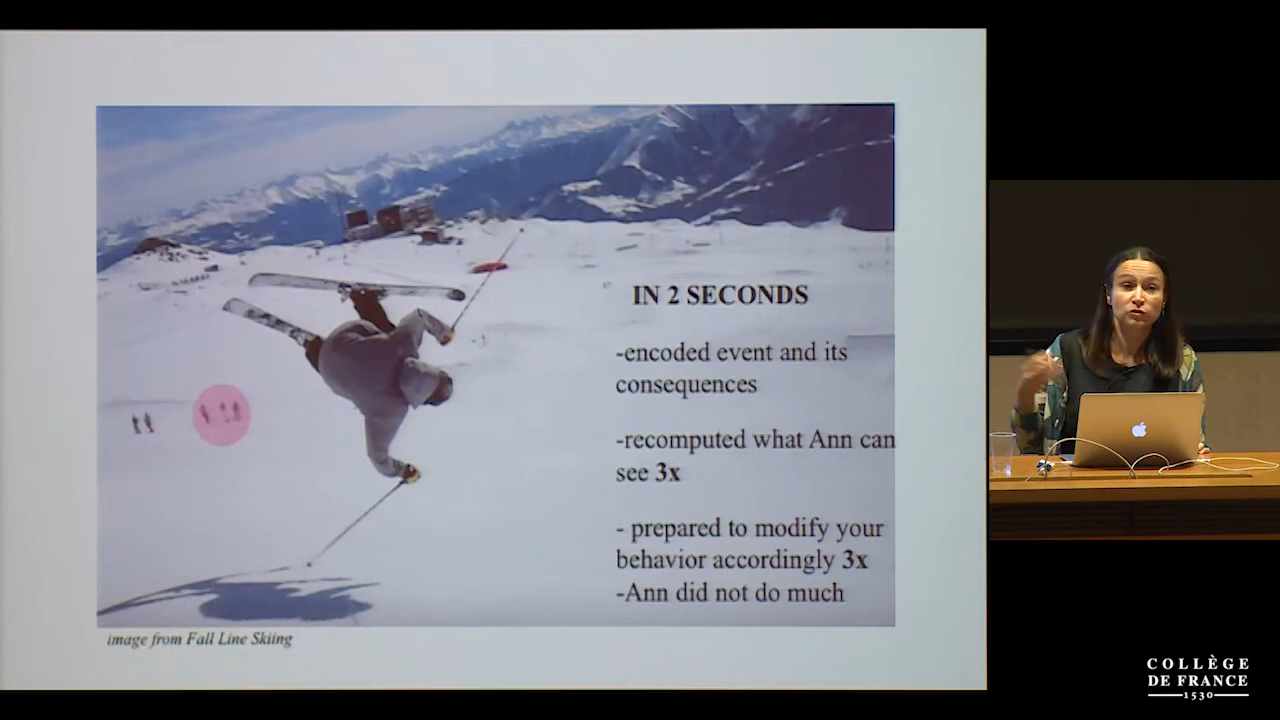 IN 2 SECONDS
-encoded event and its
consequences
-recomputed what Ann can
see 3x
- prepared to modify your
behavior accordingly 3x
-Ann did not do much
image from Fall Line Skiing
COLLÈGE
DE FRANCE
1530